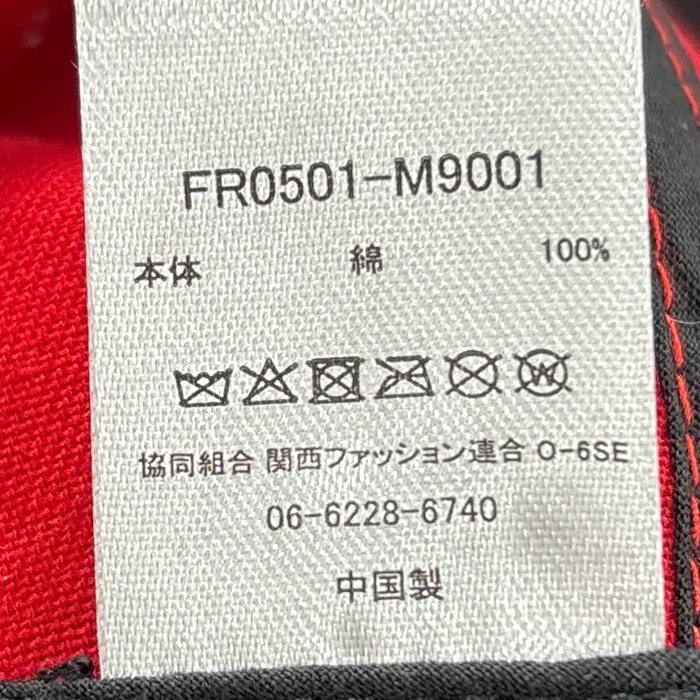 FR0501-M9001
本体 綿 100%
W
協同組合 関西ファッション連合 O-6SE
06-6228-6740
中国製